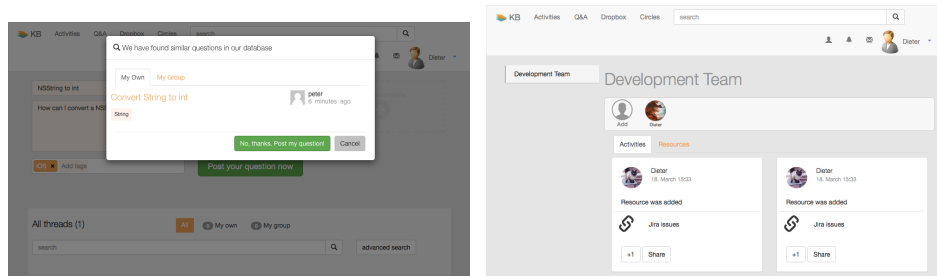 KB Activities Q&A Dropbox Circles search
We have found similar questions in our database
Dieter
My Own My Group
NSString to int
Convert String to int
peter
6 minutes ago
How can I convert a NSS
String
No, thanks. Post my question! Cancel
iOS × Add tags
Post your question now
All threads (1) All 0 My own 0 My group
search advanced search
KB Activities Q&A Dropbox Circles search
Dieter
Development Team
Development Team
Add Dieter
Activities Resources
Dieter
18. March 15:33
Resource was added
Jira issues
+1 Share
Dieter
18. March 15:33
Resource was added
Jira issues
+1 Share